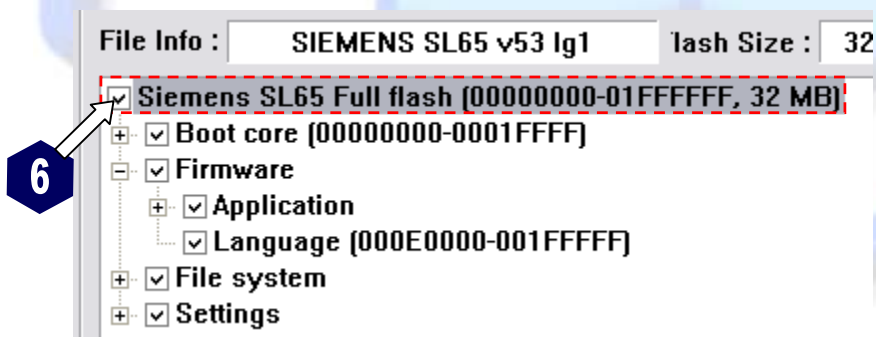 File Info : SIEMENS SL65 v53 lg1 lash Size : 32
Siemens SL65 Full flash (00000000-01FFFFFF, 32 MB)
Boot core (00000000-0001FFFF)
6
Firmware
Application
Language (000E0000-001FFFFF)
File system
Settings